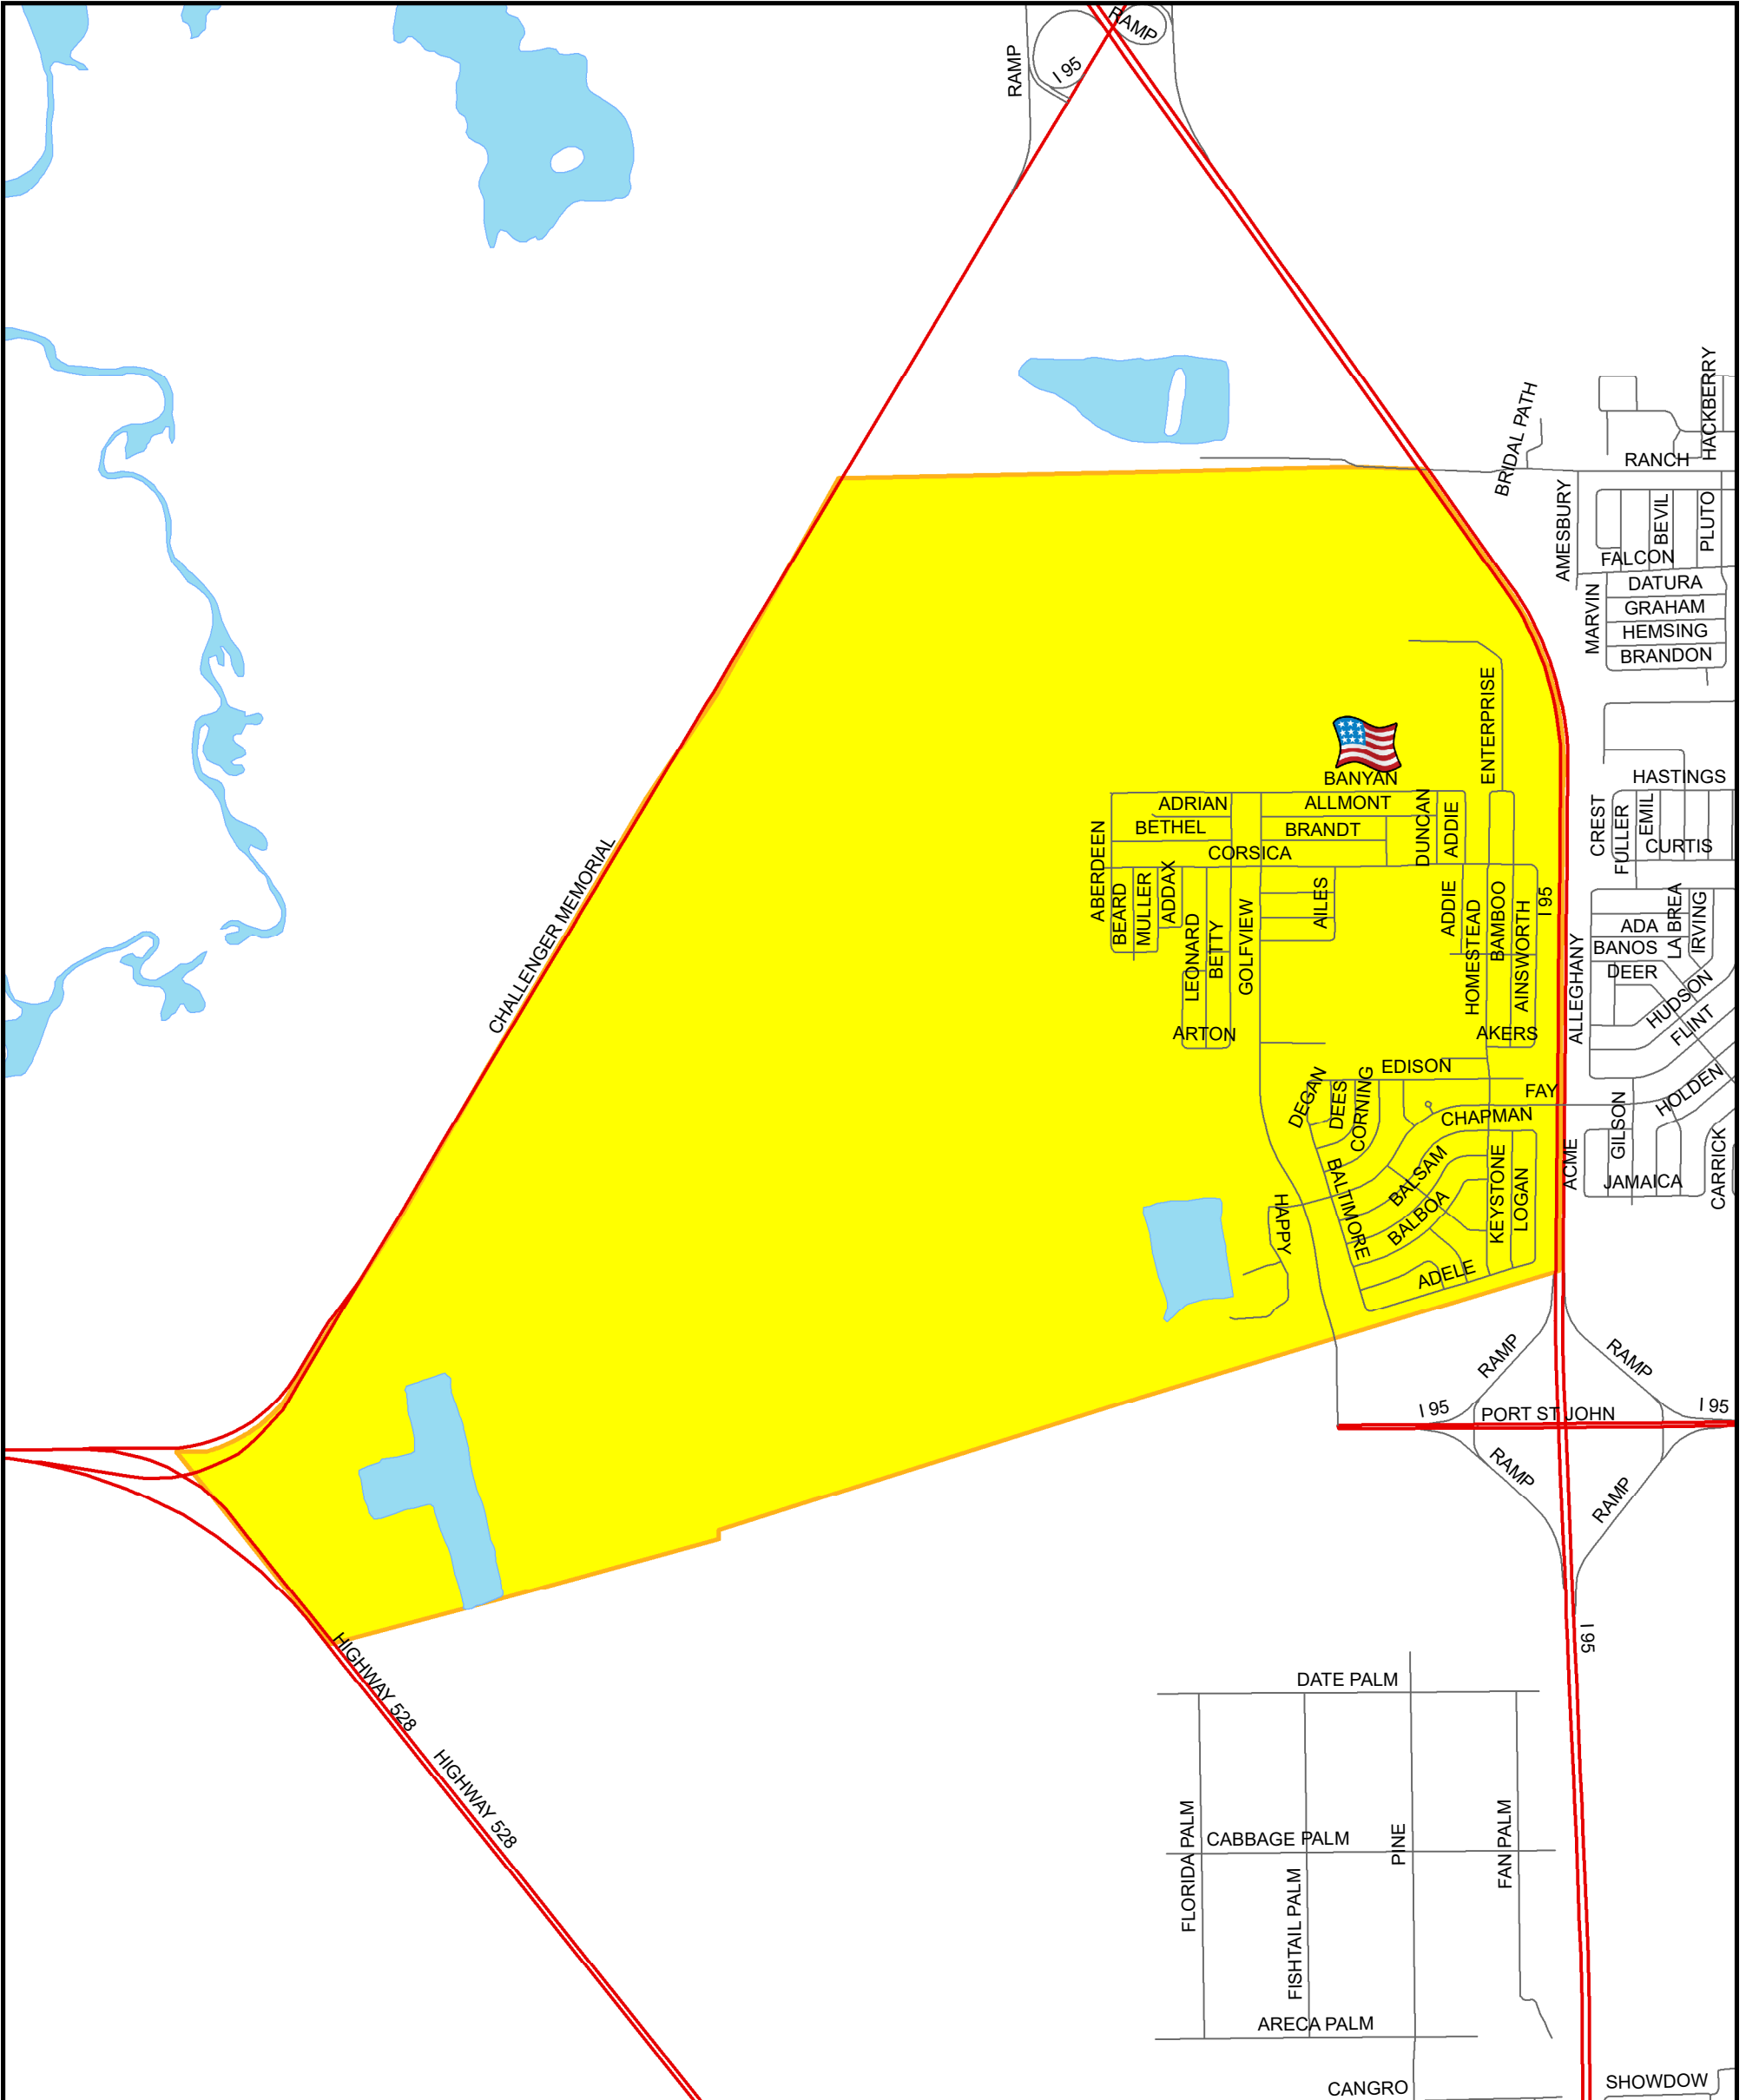 RAMP
RAMP
I 95
HACKBERRY
BRIDAL PATH
RANCH
AMESBURY
BEVIL
PLUTO
FALCON
DATURA
MARVIN
GRAHAM
HEMSING
BRANDON
ENTERPRISE
BANYAN
HASTINGS
ADRIAN
ALLMONT
DUNCAN
ADDIE
CREST
FULLER
EMIL
BETHEL
BRANDT
CURTIS
CORSICA
CHALLENGER MEMORIAL
ABERDEEN
BEARD
MULLER
ADDAX
AILES
ADDIE
I 95
LEONARD
BETTY
GOLFVIEW
HOMESTEAD
BAMBOO
AINSWORTH
ALLEGHANY
ADA
LA BREA
IRVING
BANOS
DEER
HUDSON
FLINT
ARTON
AKERS
EDISON
DEGAN
DEES
CORNING
FAY
CHAPMAN
HOLDEN
GILSON
ACME
JAMAICA
CARRICK
BALTIMORE
BALSAM
BALBOA
KEYSTONE
LOGAN
HAPPY
ADELE
RAMP
RAMP
I 95
PORT ST JOHN
I 95
RAMP
RAMP
I 95
HIGHWAY 528
HIGHWAY 528
DATE PALM
FLORIDA PALM
CABBAGE PALM
PINE
FAN PALM
FISHTAIL PALM
ARECA PALM
CANGRO
SHOWDOW